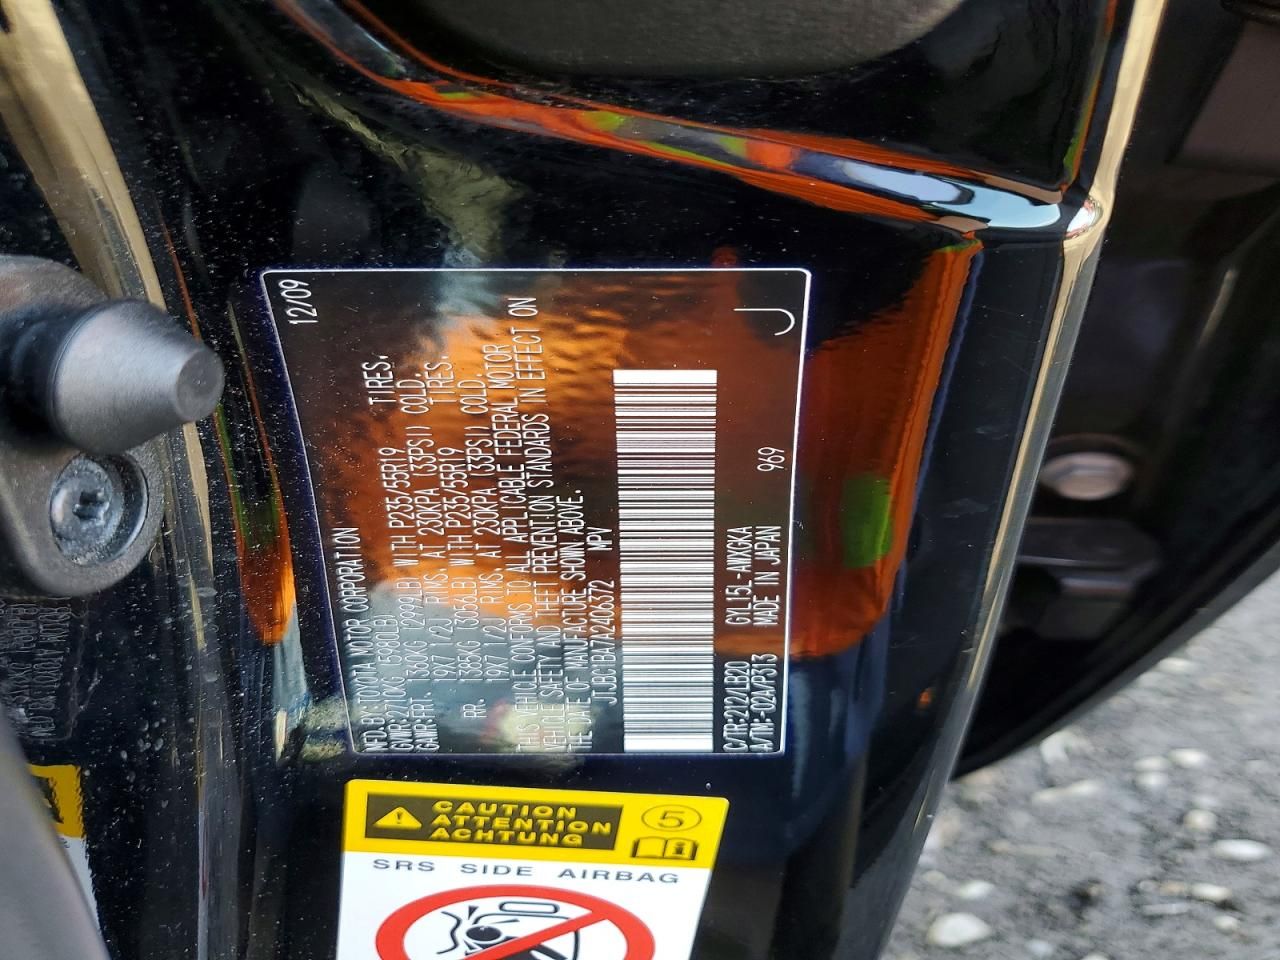 MFD.BY:TOYOTA MOTOR CORPORATION 12/09
GVWR:2710KG (5980LB)
GAWR:FRT. 1360KG (2999LB) WITH P235/55R19 TIRES.
19X7 1/2J RIMS. AT 230KPA (33PSI) COLD.
RR. 1385KG (3056LB) WITH P235/55R19 TIRES.
19X7 1/2J RIMS. AT 230KPA (33PSI) COLD.
THIS VEHICLE CONFORMS TO ALL APPLICABLE FEDERAL MOTOR
VEHICLE SAFETY AND THEFT PREVENTION STANDARDS IN EFFECT ON
THE DATE OF MANUFACTURE SHOWN ABOVE.
JTJBC1BA7A2406372 MPV
C/TR:212/LB20 GYL15L-AWXGKA 969
A/TM:-02A/P313 MADE IN JAPAN
J
CAUTION
ATTENTION
ACHTUNG
5
SRS SIDE AIRBAG